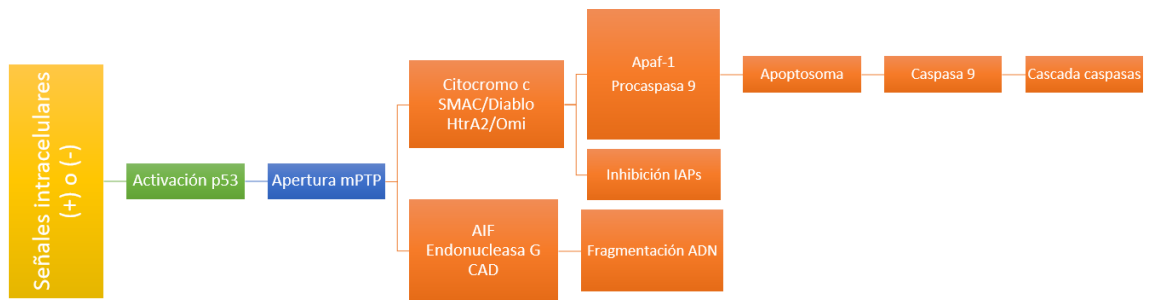 Señales intracelulares
(+) o (-)
Activación p53
Apertura mPTP
Citocromo c
SMAC/Diablo
HtrA2/Omi
Apaf-1
Procaspasa 9
Apoptosoma
Caspasa 9
Cascada caspasas
Inhibición IAPs
AIF
Endonucleasa G
CAD
Fragmentación ADN